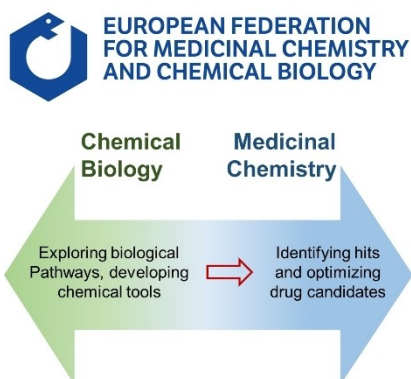 EUROPEAN FEDERATION
FOR MEDICINAL CHEMISTRY
AND CHEMICAL BIOLOGY
Chemical
Biology
Medicinal
Chemistry
Exploring biological
Pathways, developing
chemical tools
Identifying hits
and optimizing
drug candidates